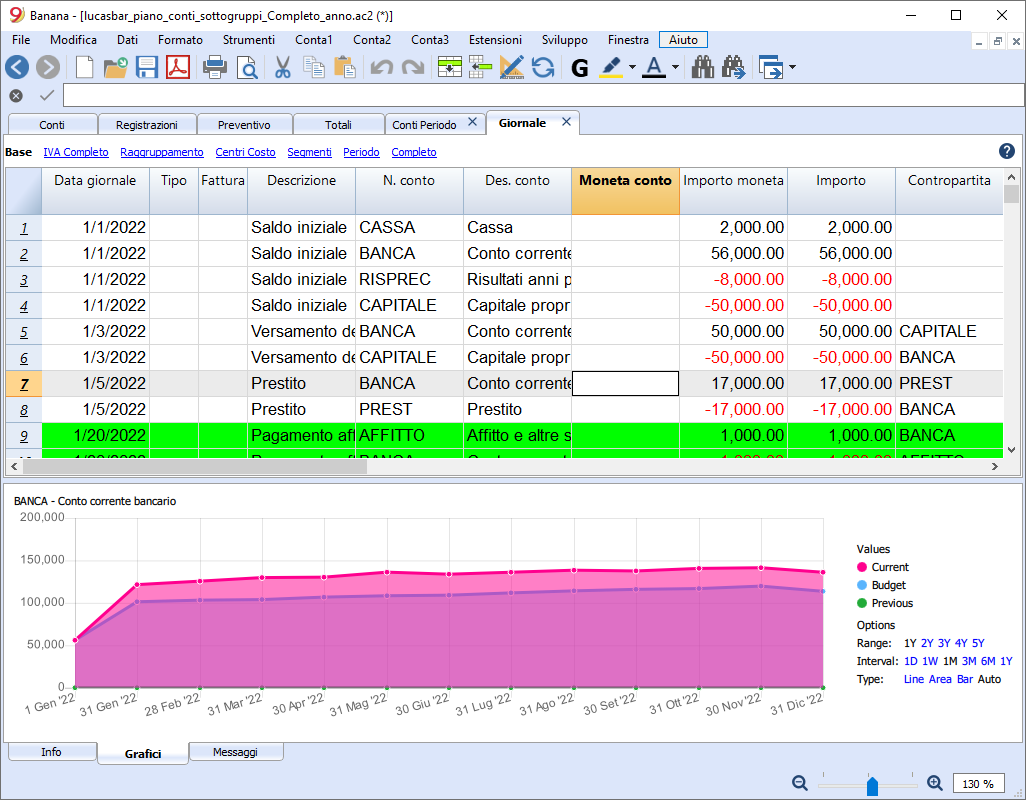 Banana - [lucasbar_piano_conti_sottogruppi_Completo_anno.ac2 (*)]
File Modifica Dati Formato Strumenti Conta1 Conta2 Conta3 Estensioni Sviluppo Finestra Aiuto
G A
Conti Registrazioni Preventivo Totali Conti Periodo Giornale
Base IVA Completo Raggruppamento Centri Costo Segmenti Periodo Completo ?
Data giornale Tipo Fattura Descrizione N. conto Des. conto Moneta conto Importo moneta Importo Contropartita
1 1/1/2022 Saldo iniziale CASSA Cassa 2,000.00 2,000.00
2 1/1/2022 Saldo iniziale BANCA Conto corrente 56,000.00 56,000.00
3 1/1/2022 Saldo iniziale RISPREC Risultati anni p -8,000.00 -8,000.00
4 1/1/2022 Saldo iniziale CAPITALE Capitale propr -50,000.00 -50,000.00
5 1/3/2022 Versamento de BANCA Conto corrente 50,000.00 50,000.00 CAPITALE
6 1/3/2022 Versamento de CAPITALE Capitale propr -50,000.00 -50,000.00 BANCA
7 1/5/2022 Prestito BANCA Conto corrente 17,000.00 17,000.00 PREST
8 1/5/2022 Prestito PREST Prestito -17,000.00 -17,000.00 BANCA
9 1/20/2022 Pagamento aff AFFITTO Affitto e altre s 1,000.00 1,000.00 BANCA
BANCA - Conto corrente bancario
200,000
150,000
100,000
50,000
0
1 Gen '22 31 Gen '22 28 Feb '22 31 Mar '22 30 Apr '22 31 Mag '22 30 Giu '22 31 Lug '22 31 Ago '22 30 Set '22 31 Ott '22 30 Nov '22 31 Dic '22
Values
Current
Budget
Previous
Options
Range: 1Y 2Y 3Y 4Y 5Y
Interval: 1D 1W 1M 3M 6M 1Y
Type: Line Area Bar Auto
Info Grafici Messaggi
130 %